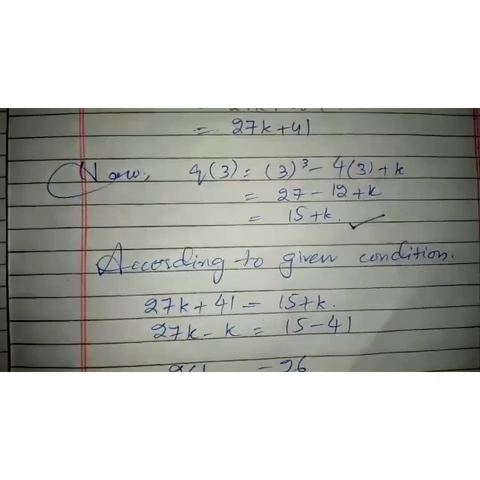 = 27k+41
Now, q(3) = (3)³ - 4(3) + k
= 27 - 12 + k
= 15 + k.
According to given condition.
27k + 41 = 15 + k.
27k - k = 15 - 41
= -26